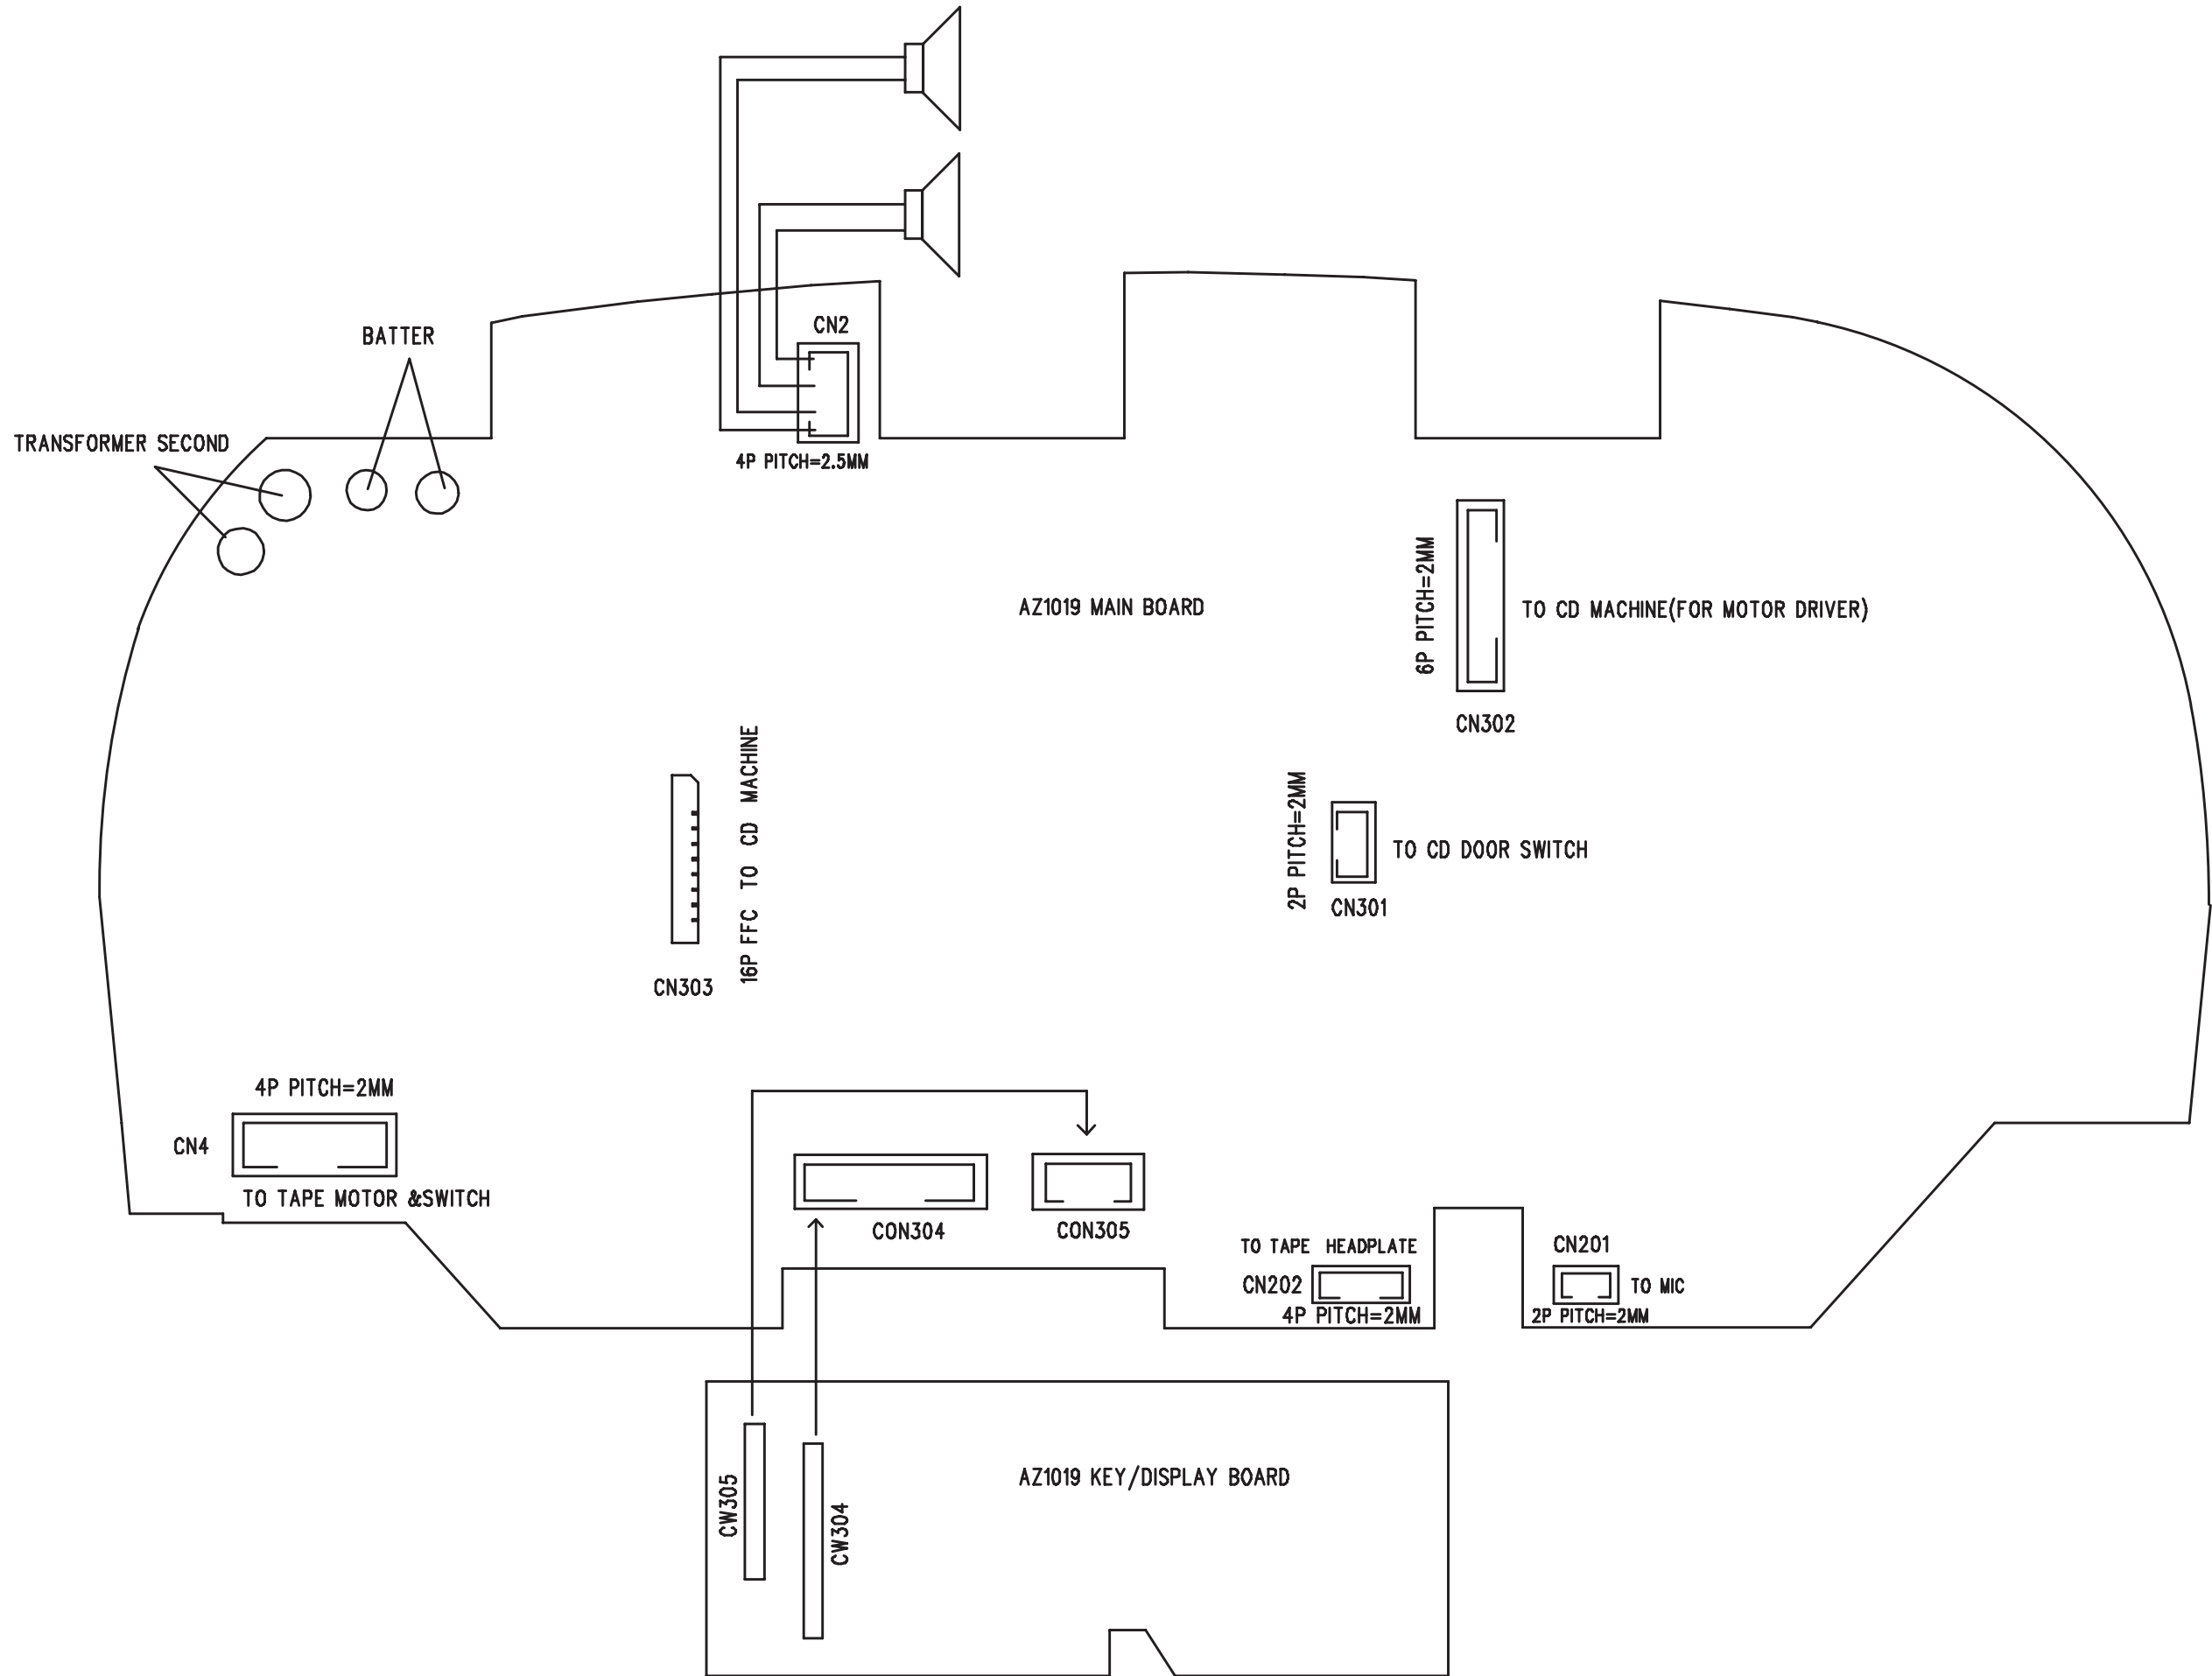 CN2
BATTER
TRANSFORMER SECOND
4P PITCH=2.5MM
6P PITCH=2MM
AZ1019 MAIN BOARD
TO CD MACHINE(FOR MOTOR DRIVER)
CN302
16P FFC TO CD MACHINE
2P PITCH=2MM
TO CD DOOR SWITCH
CN301
CN303
4P PITCH=2MM
CN4
TO TAPE MOTOR &SWITCH
CON304
CON305
TO TAPE HEADPLATE
CN201
CN202
TO MIC
4P PITCH=2MM
2P PITCH=2MM
CW305
CW304
AZ1019 KEY/DISPLAY BOARD